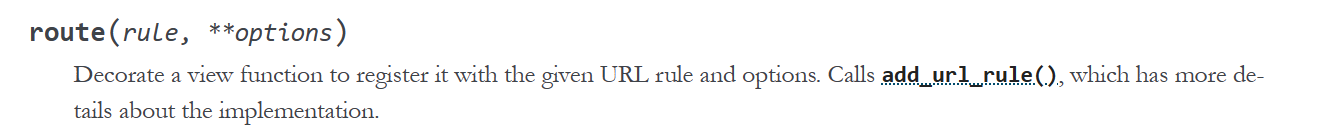 route(rule, **options)
Decorate a view function to register it with the given URL rule and options. Calls add_url_rule(), which has more de-
tails about the implementation.